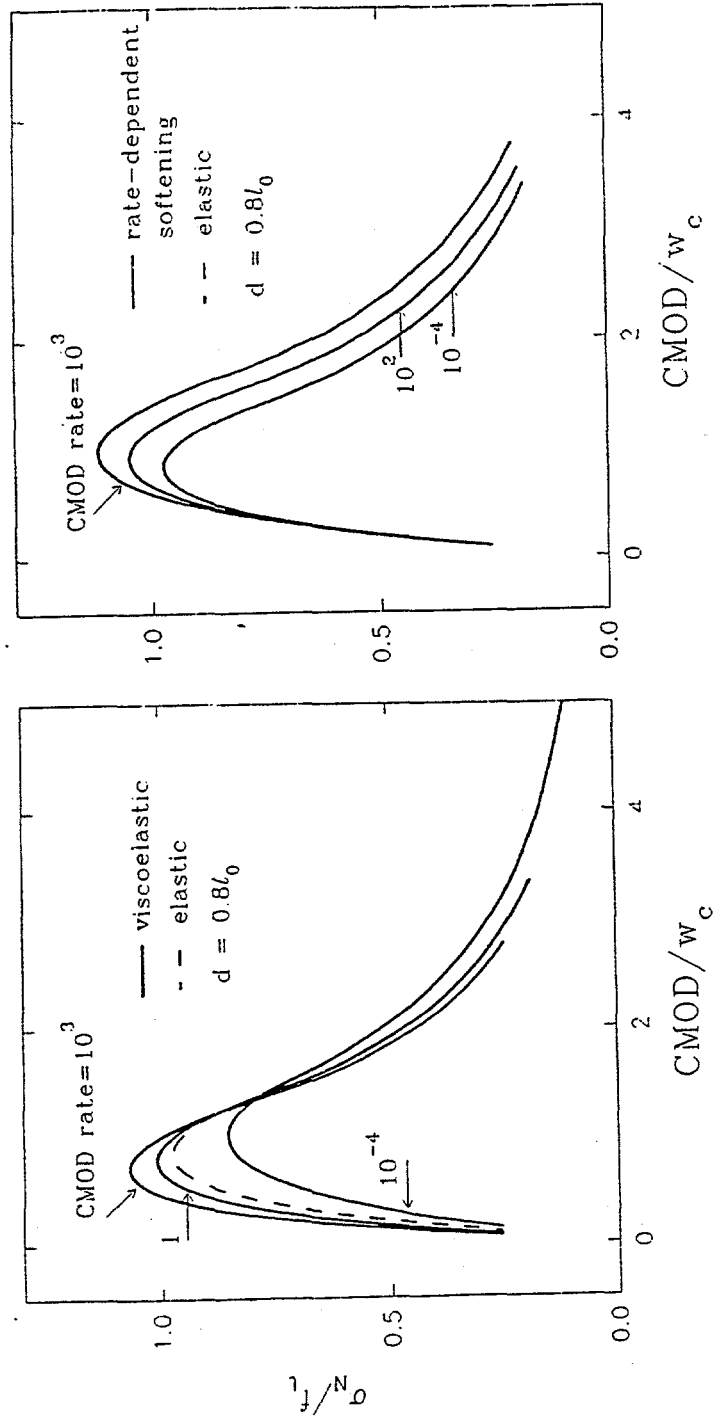 σ_N/f_t
1.0
0.5
0.0
CMOD rate=10³
1
10⁻⁴
— viscoelastic
- - elastic
d = 0.8l₀
0
2
4
CMOD/w_c
1.0
0.5
0.0
CMOD rate=10³
10²
10⁻⁴
— rate-dependent
softening
- - elastic
d = 0.8l₀
0
2
4
CMOD/w_c